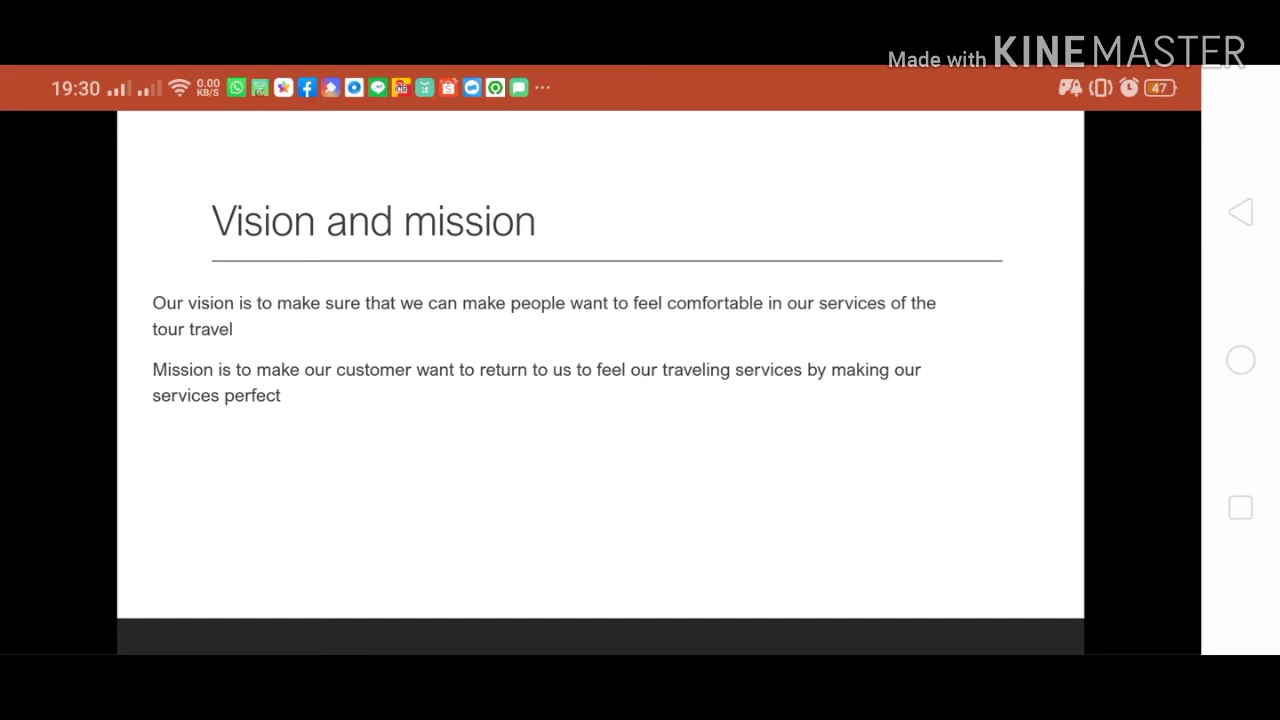 Made with KINEMASTER
19:30 0.00 KB/S 47
Vision and mission
Our vision is to make sure that we can make people want to feel comfortable in our services of the
tour travel
Mission is to make our customer want to return to us to feel our traveling services by making our
services perfect